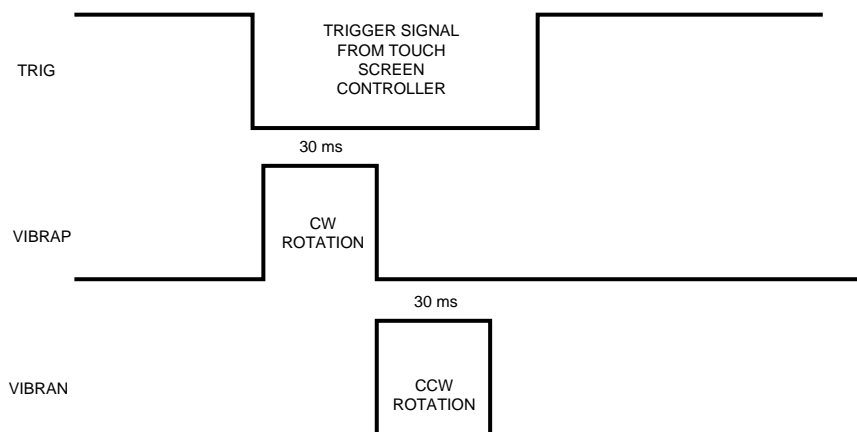 TRIGGER SIGNAL
FROM TOUCH
SCREEN
CONTROLLER
TRIG
30 ms
CW
ROTATION
VIBRAP
30 ms
CCW
ROTATION
VIBRAN